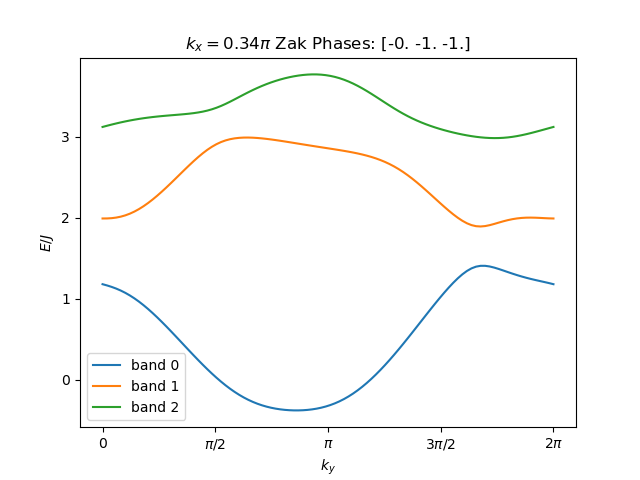 k_x = 0.34π Zak Phases: [-0. -1. -1.]
E/J
3
2
1
0
band 0
band 1
band 2
0 π/2 π 3π/2 2π
k_y